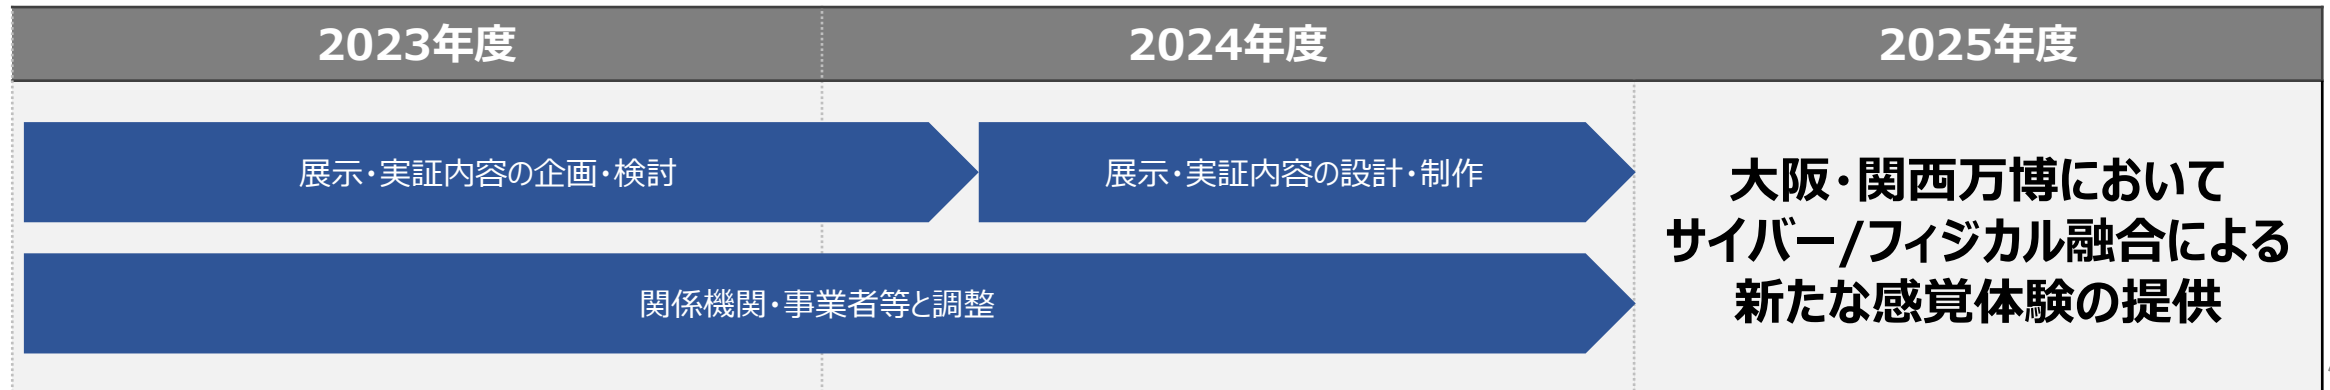 2023年度
2024年度
2025年度
展示・実証内容の企画・検討
展示・実証内容の設計・制作
関係機関・事業者等と調整
大阪・関西万博において
サイバー/フィジカル融合による
新たな感覚体験の提供